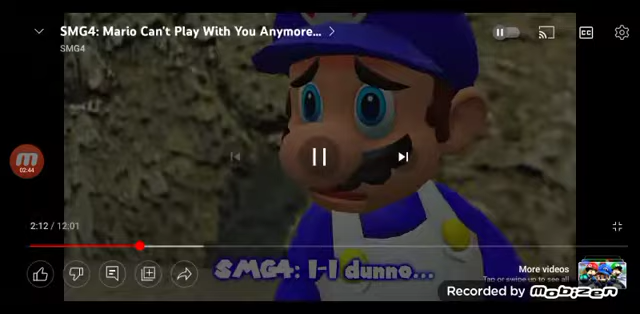 SMG4: Mario Can't Play With You Anymore...
SMG4
CC
02:44
2:12 / 12:01
SMG4: I-I dunno...
More videos
Tap or swipe up to see all
Recorded by mobizen